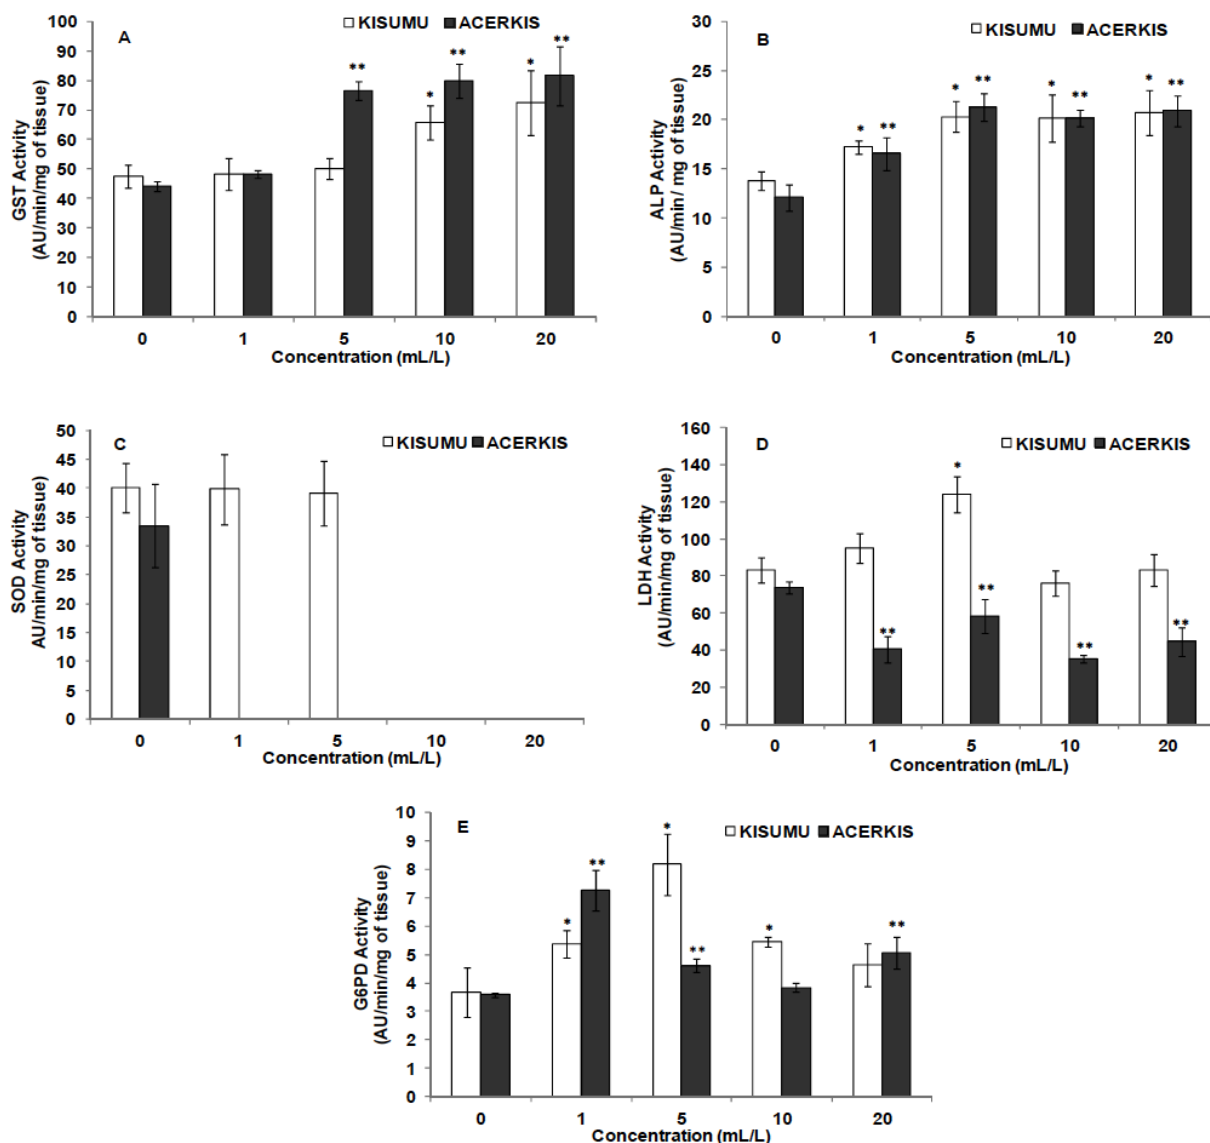 A
KISUMU ACERKIS
GST Activity
(AU/min/mg of tissue)
100
90
80
70
60
50
40
30
20
10
0
* ** ** * **
0 1 5 10 20
Concentration (mL/L)
B
KISUMU ACERKIS
ALP Activity
(AU/min/ mg of tissue)
30
25
20
15
10
5
0
* ** * ** * ** * **
0 1 5 10 20
Concentration (mL/L)
C
KISUMU ACERKIS
SOD Activity
AU/min/mg of tissue)
50
45
40
35
30
25
20
15
10
5
0
0 1 5 10 20
Concentration (mL/L)
D
KISUMU ACERKIS
LDH Activity
(AU/min/mg of tissue)
160
140
120
100
80
60
40
20
0
** * ** ** **
0 1 5 10 20
Concentration (mL/L)
E
KISUMU ACERKIS
G6PD Activity
(AU/min/mg of tissue)
10
9
8
7
6
5
4
3
2
1
0
* ** * ** * **
0 1 5 10 20
Concentration (mL/L)